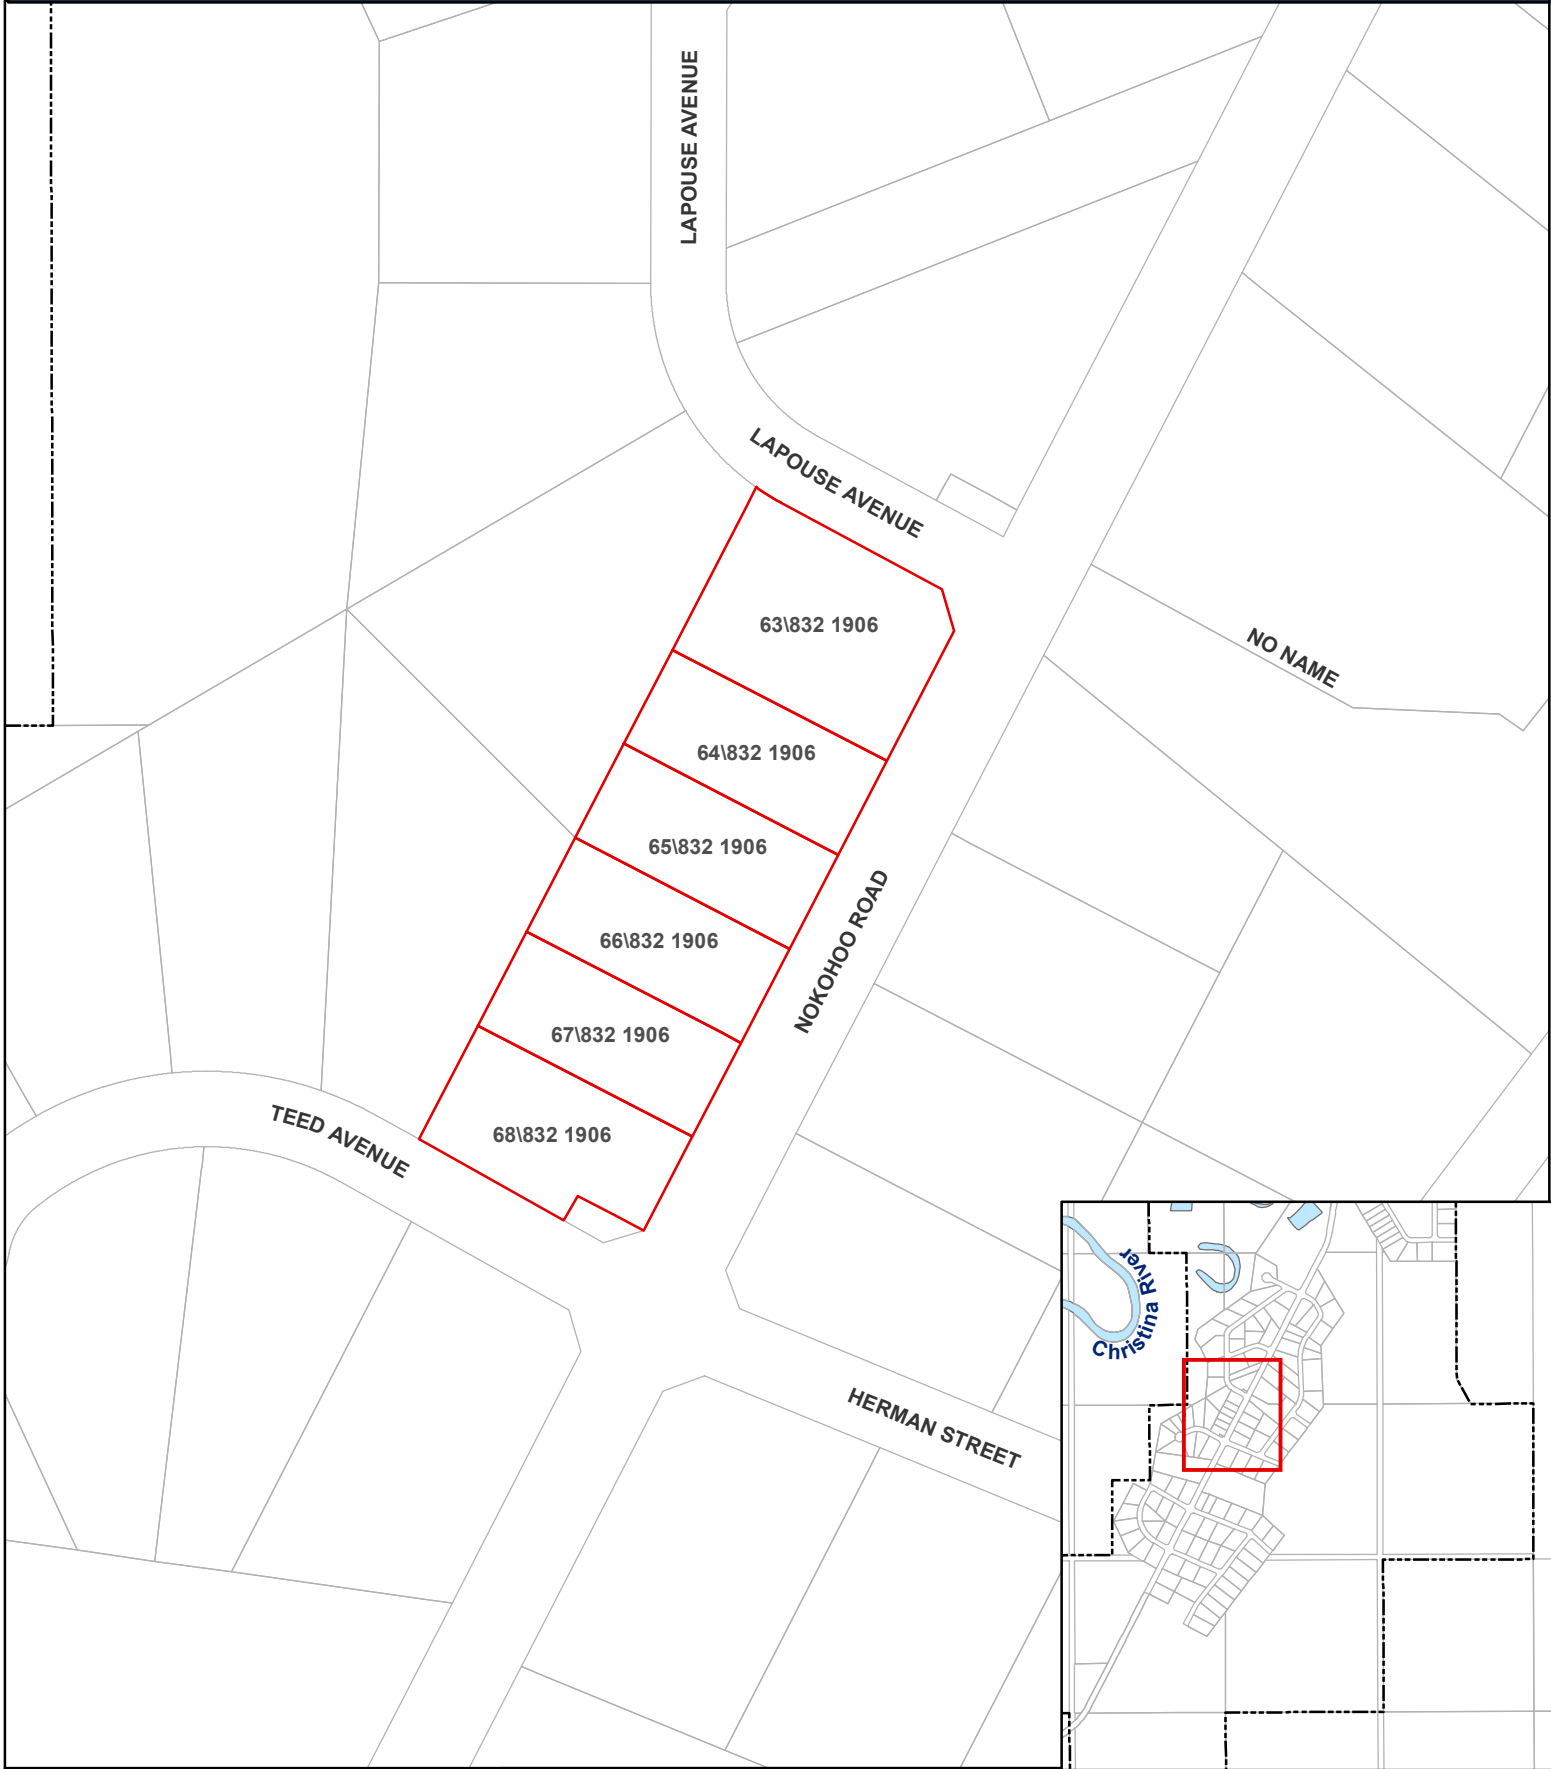 LAPOUSE AVENUE
LAPOUSE AVENUE
63\832 1906
NO NAME
64\832 1906
65\832 1906
NOKOHOO ROAD
66\832 1906
67\832 1906
TEED AVENUE
68\832 1906
Christina River
HERMAN STREET